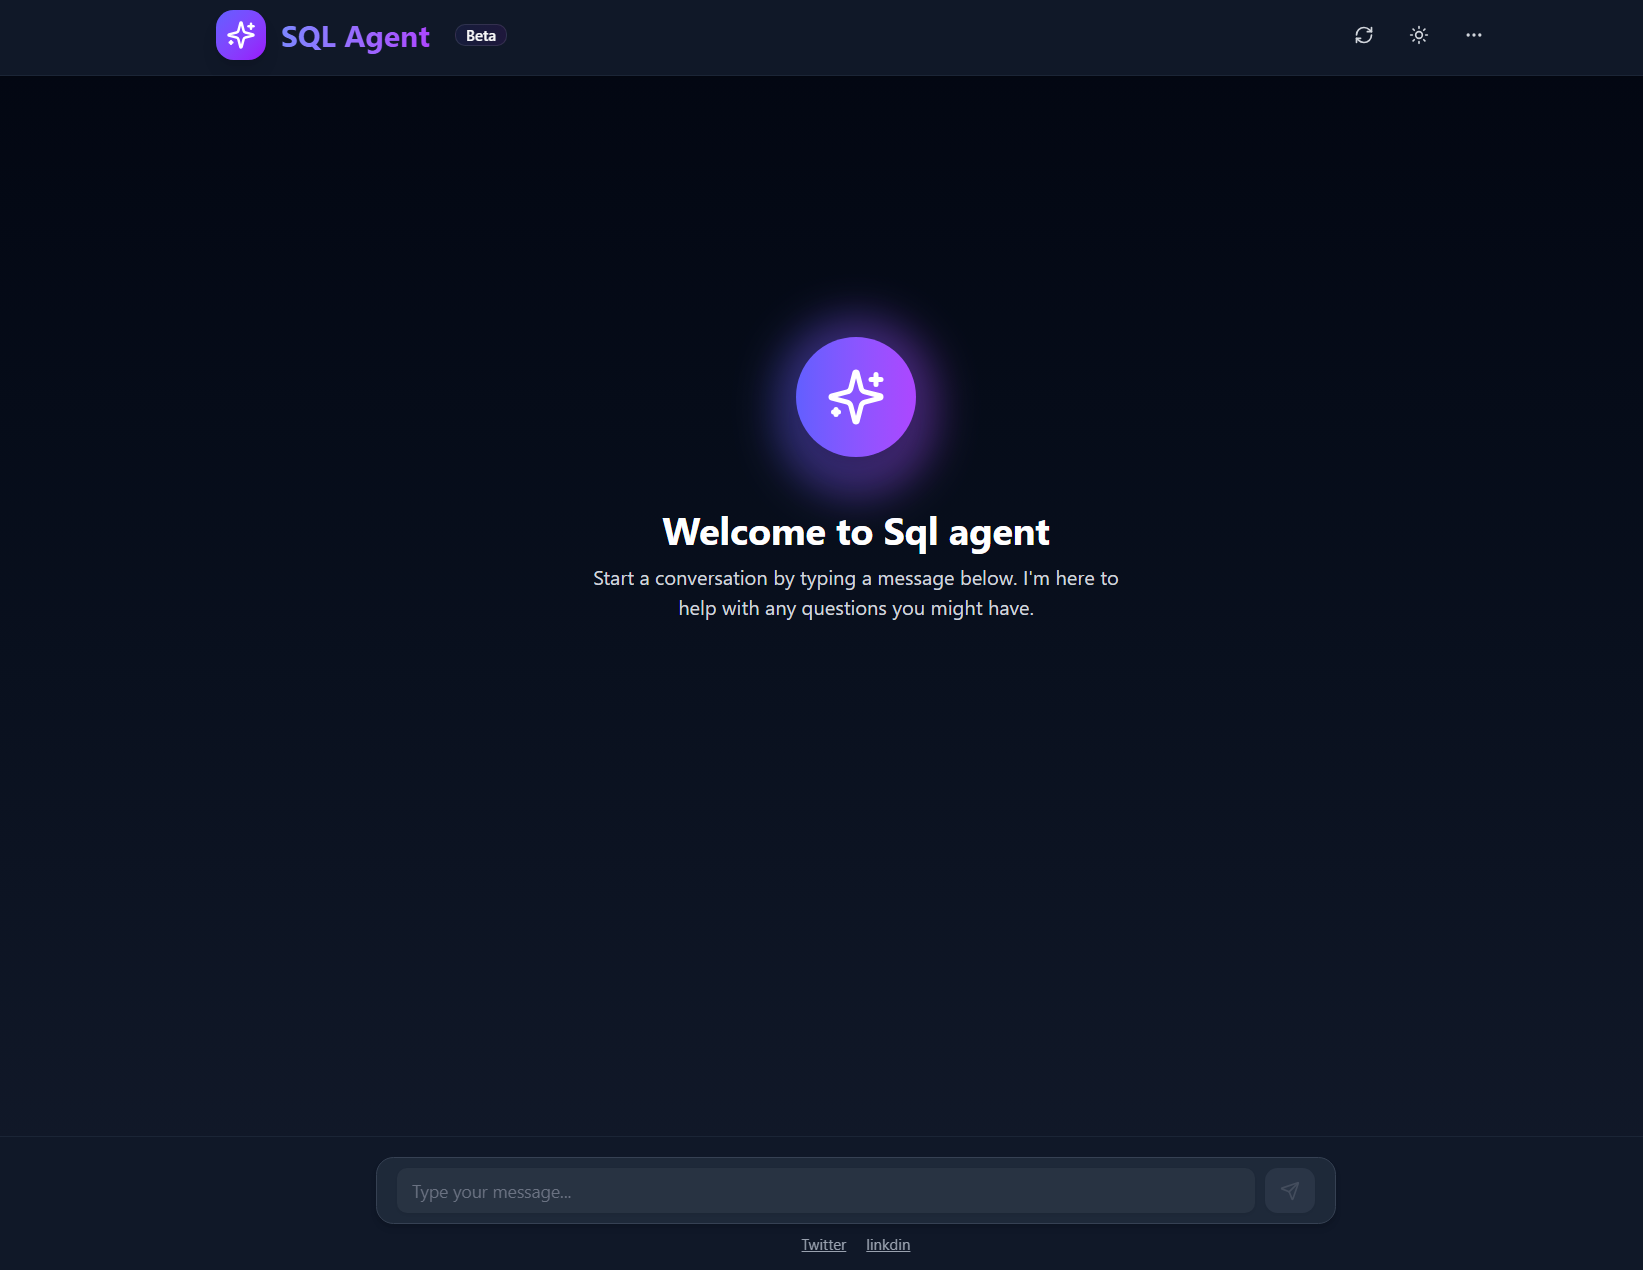 SQL Agent
Beta
Welcome to Sql agent
Start a conversation by typing a message below. I'm here to
help with any questions you might have.
Type your message...
Twitter linkdin